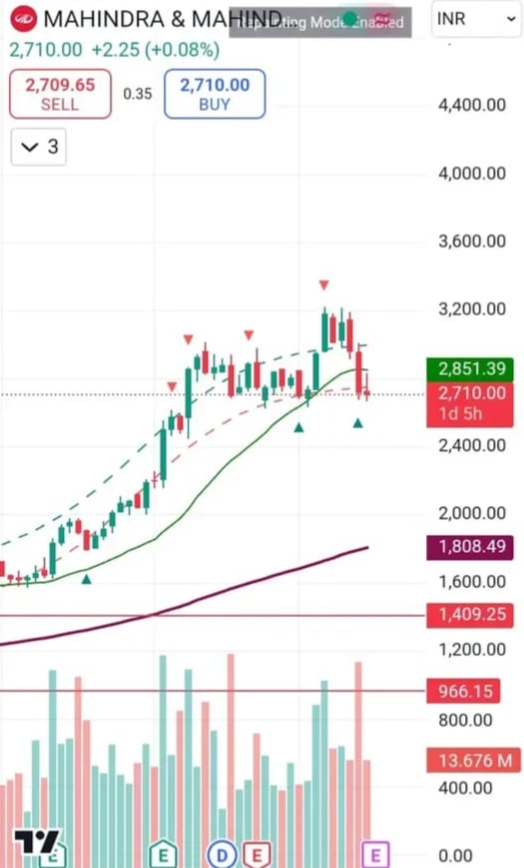 MAHINDRA & MAHIND...
Repainting Mode Enabled
INR
2,710.00 +2.25 (+0.08%)
2,709.65
SELL
0.35
2,710.00
BUY
3
4,400.00
4,000.00
3,600.00
3,200.00
2,851.39
2,710.00
1d 5h
2,400.00
2,000.00
1,808.49
1,600.00
1,409.25
1,200.00
966.15
800.00
13.676 M
400.00
E
E
D
E
E
0.00